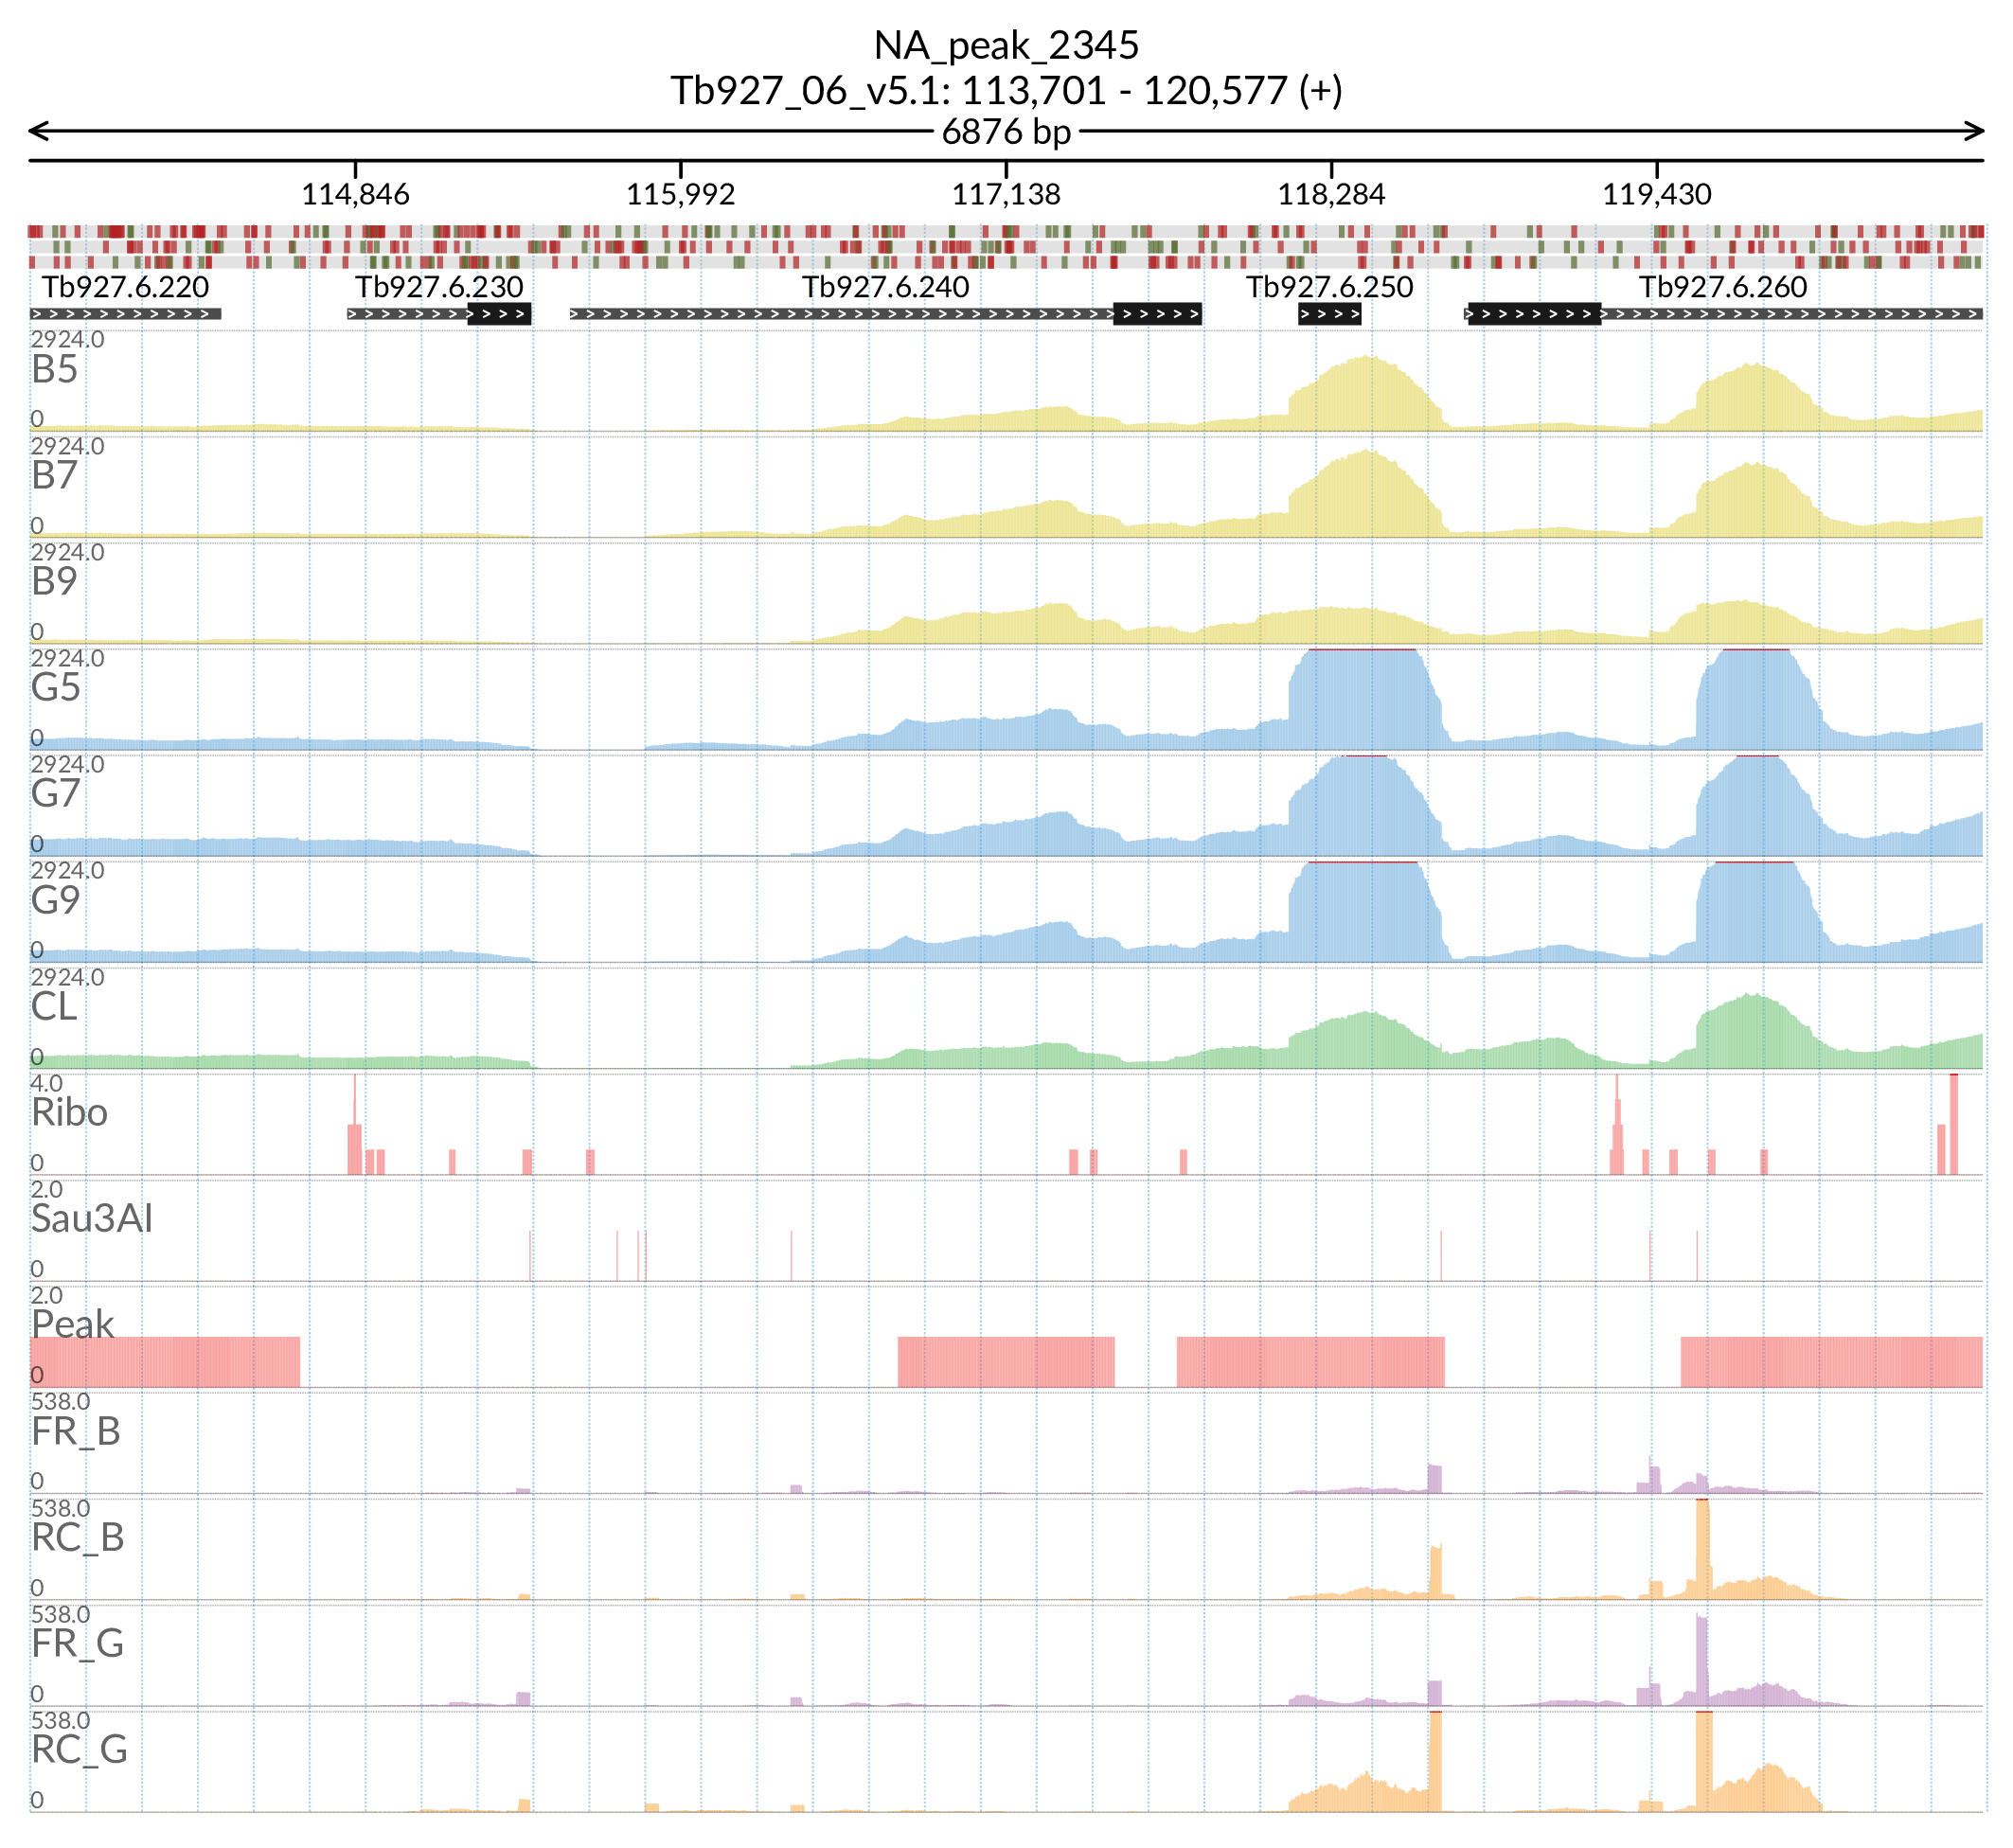 NA_peak_2345
Tb927_06_v5.1: 113,701 - 120,577 (+)
6876 bp
114,846 115,992 117,138 118,284 119,430
Tb927.6.220 Tb927.6.230 Tb927.6.240 Tb927.6.250 Tb927.6.260
2924.0
B5
0
2924.0
B7
0
2924.0
B9
0
2924.0
G5
0
2924.0
G7
0
2924.0
G9
0
2924.0
CL
0
4.0
Ribo
0
2.0
Sau3AI
0
2.0
Peak
0
538.0
FR_B
0
538.0
RC_B
0
538.0
FR_G
0
538.0
RC_G
0